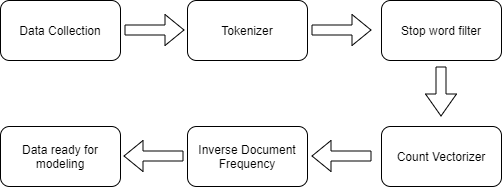 Data Collection
Tokenizer
Stop word filter
Count Vectorizer
Inverse Document
Frequency
Data ready for
modeling